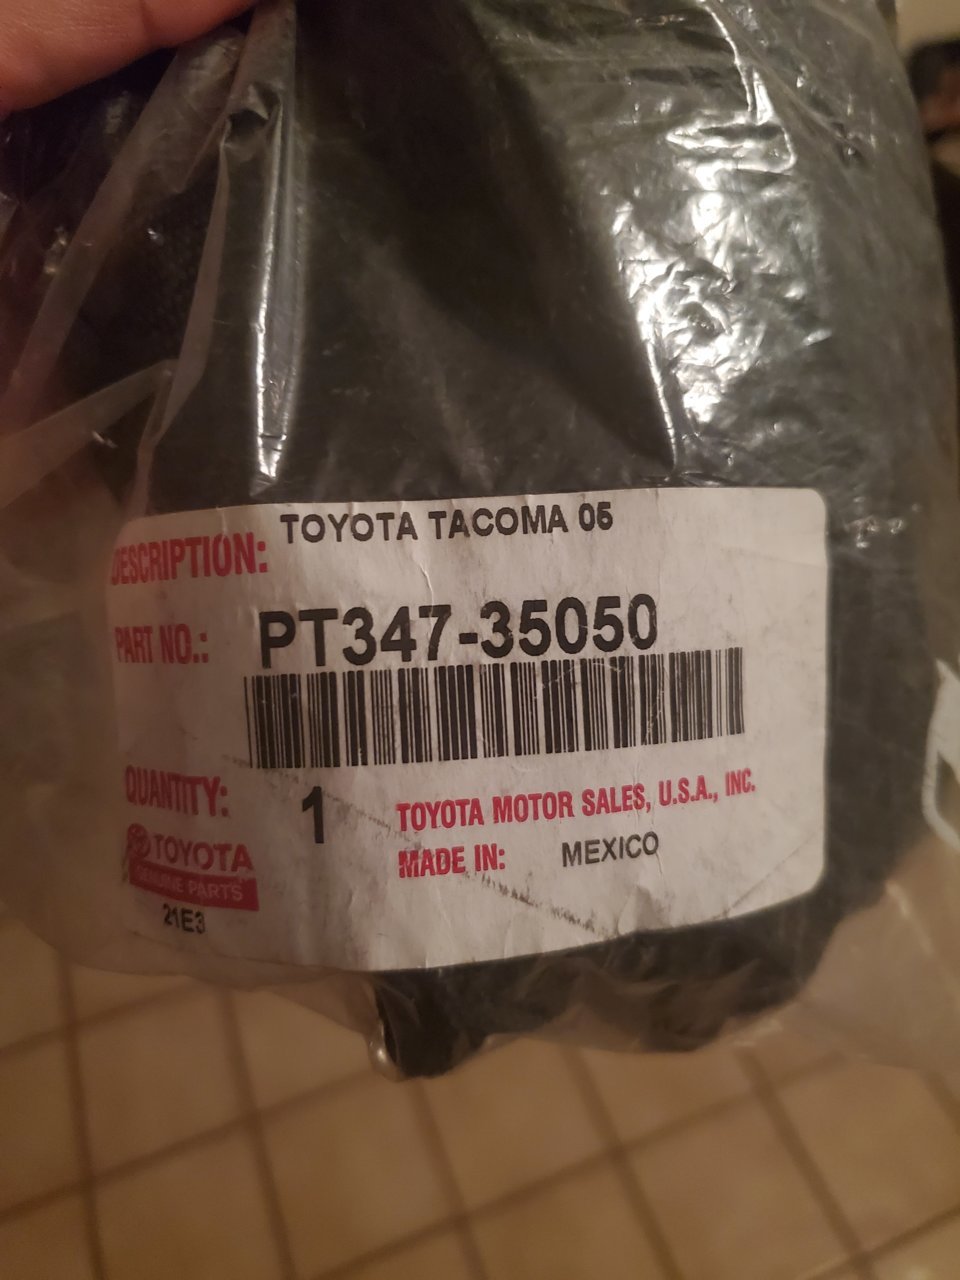 DESCRIPTION: TOYOTA TACOMA 05
PART NO.: PT347-35050
QUANTITY: 1
TOYOTA MOTOR SALES, U.S.A., INC.
MADE IN: MEXICO
TOYOTA
GENUINE PARTS
21E3